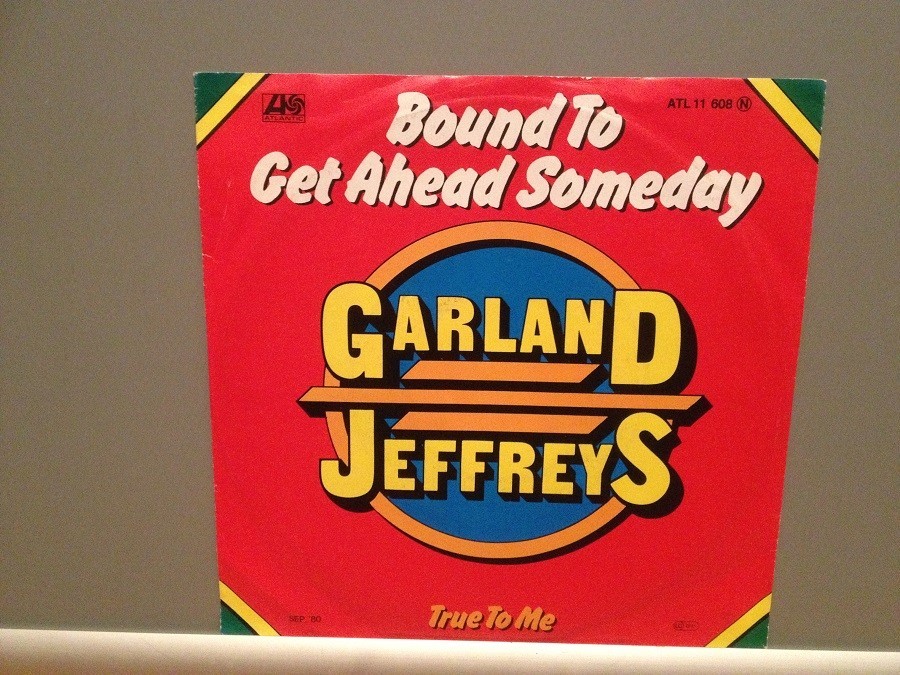 ATLANTIC
ATL 11 608 N
Bound To
Get Ahead Someday
GARLAND
JEFFREYS
True To Me
SEP. '80